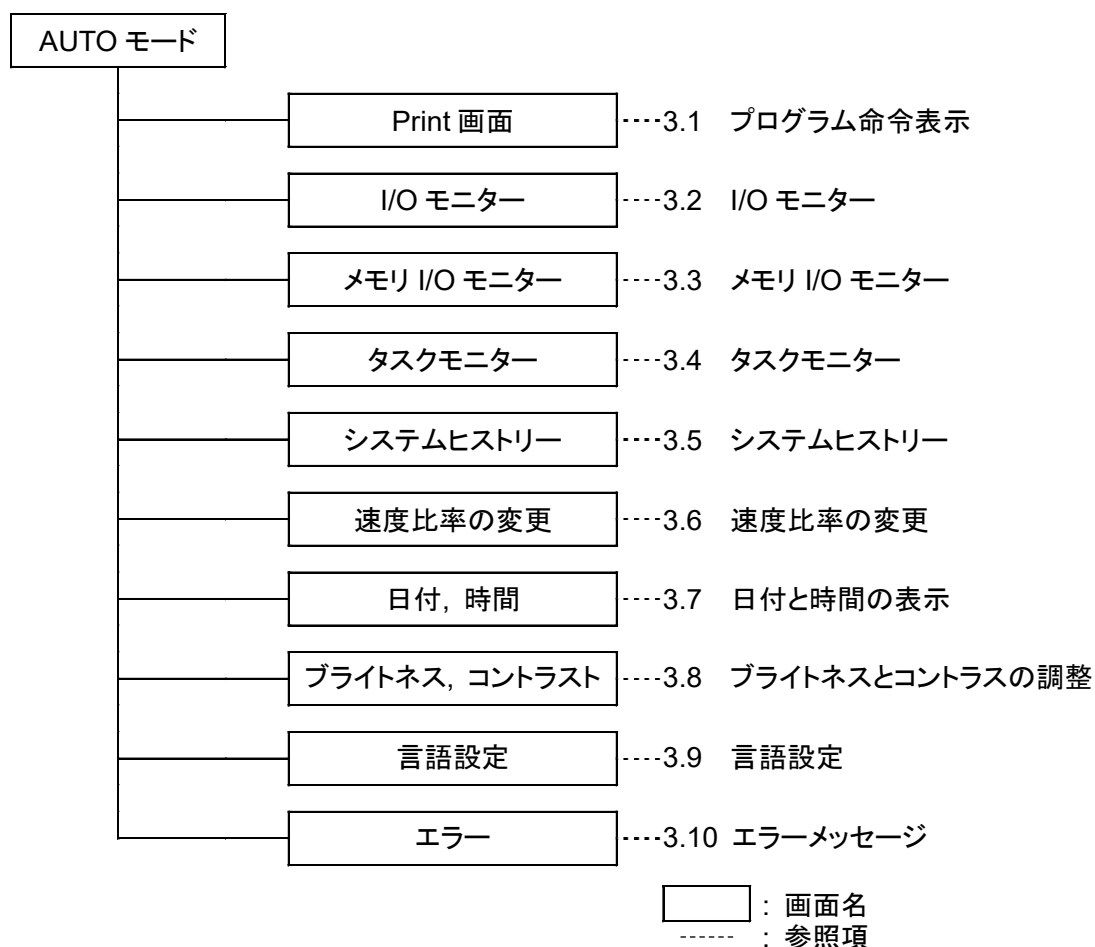 AUTO モード
Print 画面 3.1 プログラム命令表示
I/O モニター 3.2 I/O モニター
メモリ I/O モニター 3.3 メモリ I/O モニター
タスクモニター 3.4 タスクモニター
システムヒストリー 3.5 システムヒストリー
速度比率の変更 3.6 速度比率の変更
日付, 時間 3.7 日付と時間の表示
ブライトネス, コントラスト 3.8 ブライトネスとコントラスの調整
言語設定 3.9 言語設定
エラー 3.10 エラーメッセージ
: 画面名
: 参照項